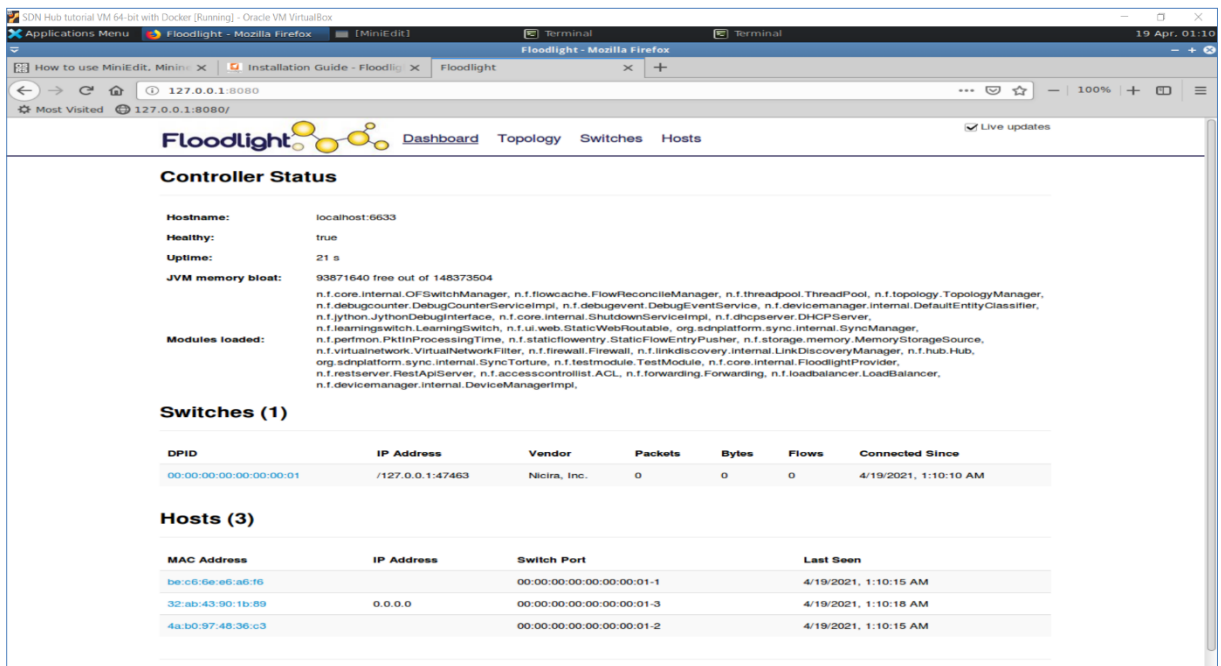 SDN Hub tutorial VM 64-bit with Docker [Running] - Oracle VM VirtualBox
Applications Menu Floodlight - Mozilla Firefox [MiniEdit] Terminal Terminal 19 Apr, 01:10
Floodlight - Mozilla Firefox
How to use MiniEdit, Minine Installation Guide - Floodlig Floodlight
127.0.0.1:8080 100%
Most Visited 127.0.0.1:8080/
Floodlight Dashboard Topology Switches Hosts Live updates
Controller Status
Hostname: localhost:6633
Healthy: true
Uptime: 21 s
JVM memory bloat: 93871640 free out of 148373504
Modules loaded:
n.f.core.internal.OFSwitchManager, n.f.flowcache.FlowReconcileManager, n.f.threadpool.ThreadPool, n.f.topology.TopologyManager,
n.f.debugcounter.DebugCounterServiceImpl, n.f.debugevent.DebugEventService, n.f.devicemanager.internal.DefaultEntityClassifier,
n.f.jython.JythonDebugInterface, n.f.core.internal.ShutdownServiceImpl, n.f.dhcpserver.DHCPServer,
n.f.learningswitch.LearningSwitch, n.f.ui.web.StaticWebRoutable, org.sdnplatform.sync.internal.SyncManager,
n.f.perfmon.PktInProcessingTime, n.f.staticflowentry.StaticFlowEntryPusher, n.f.storage.memory.MemoryStorageSource,
n.f.virtualnetwork.VirtualNetworkFilter, n.f.firewall.Firewall, n.f.linkdiscovery.internal.LinkDiscoveryManager, n.f.hub.Hub,
org.sdnplatform.sync.internal.SyncTorture, n.f.testmodule.TestModule, n.f.core.internal.FloodlightProvider,
n.f.restserver.RestApiServer, n.f.accesscontrollist.ACL, n.f.forwarding.Forwarding, n.f.loadbalancer.LoadBalancer,
n.f.devicemanager.internal.DeviceManagerImpl,
Switches (1)
DPID IP Address Vendor Packets Bytes Flows Connected Since
00:00:00:00:00:00:00:01 /127.0.0.1:47463 Nicira, Inc. 0 0 0 4/19/2021, 1:10:10 AM
Hosts (3)
MAC Address IP Address Switch Port Last Seen
be:c6:6e:e6:a6:f6 00:00:00:00:00:00:00:01-1 4/19/2021, 1:10:15 AM
32:ab:43:90:1b:89 0.0.0.0 00:00:00:00:00:00:00:01-3 4/19/2021, 1:10:18 AM
4a:b0:97:48:36:c3 00:00:00:00:00:00:00:01-2 4/19/2021, 1:10:15 AM